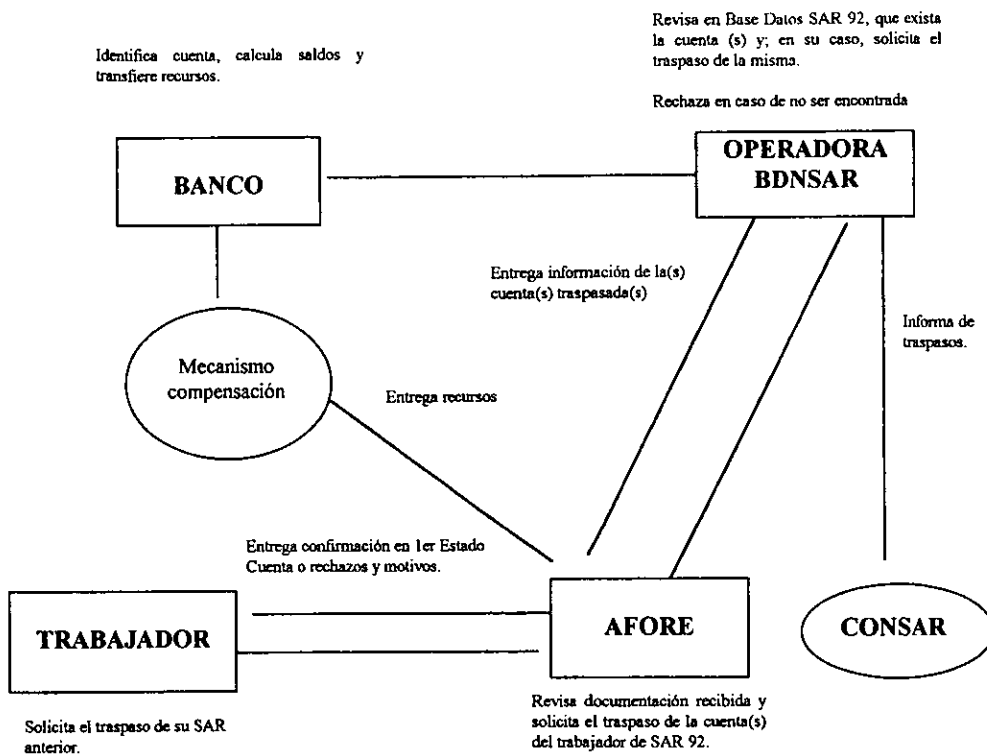 Revisa en Base Datos SAR 92, que exista
la cuenta (s) y; en su caso, solicita el
traspaso de la misma.
Rechaza en caso de no ser encontrada
Identifica cuenta, calcula saldos y
transfiere recursos.
BANCO
OPERADORA
BDNSAR
Entrega información de la(s)
cuenta(s) traspasada(s)
Informa de
traspasos.
Mecanismo
compensación
Entrega recursos
Entrega confirmación en 1er Estado
Cuenta o rechazos y motivos.
TRABAJADOR
AFORE
CONSAR
Solicita el traspaso de su SAR
anterior.
Revisa documentación recibida y
solicita el traspaso de la cuenta(s)
del trabajador de SAR 92.